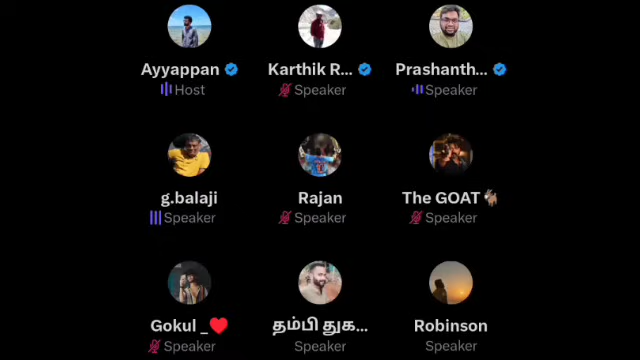 Ayyappan Karthik R... Prashanth...
Host Speaker Speaker
g.balaji Rajan The GOAT🐐
Speaker Speaker Speaker
Gokul _❤️ தம்பி துக... Robinson
Speaker Speaker Speaker